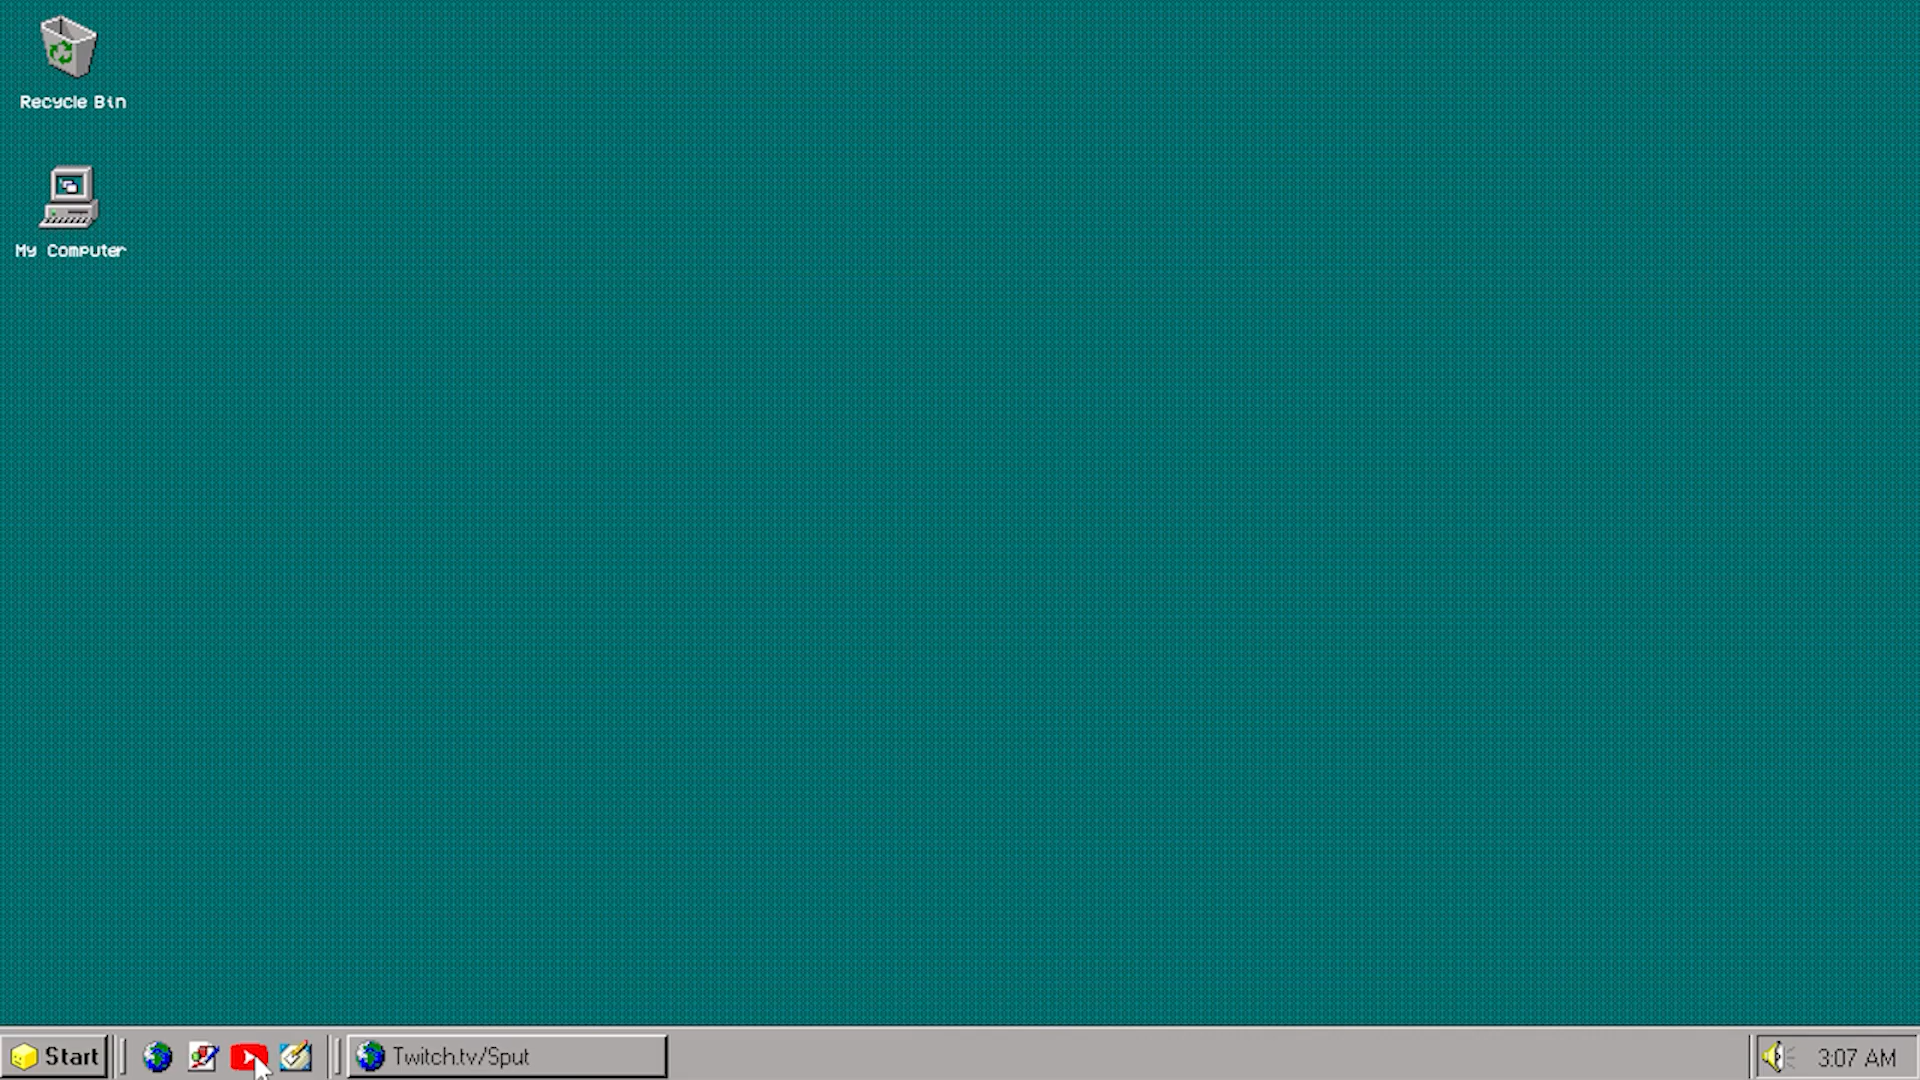 Recycle Bin
My Computer
Start
Twitch.tv/Sput
3:07 AM